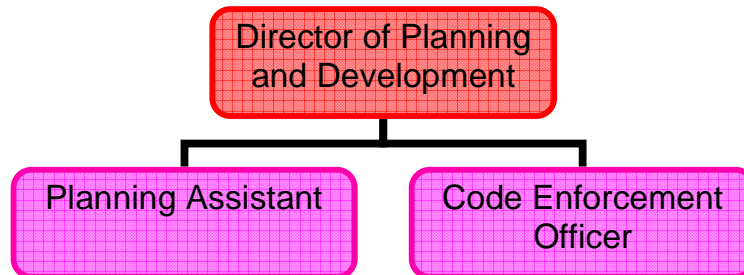 Director of Planning
and Development
Planning Assistant
Code Enforcement
Officer